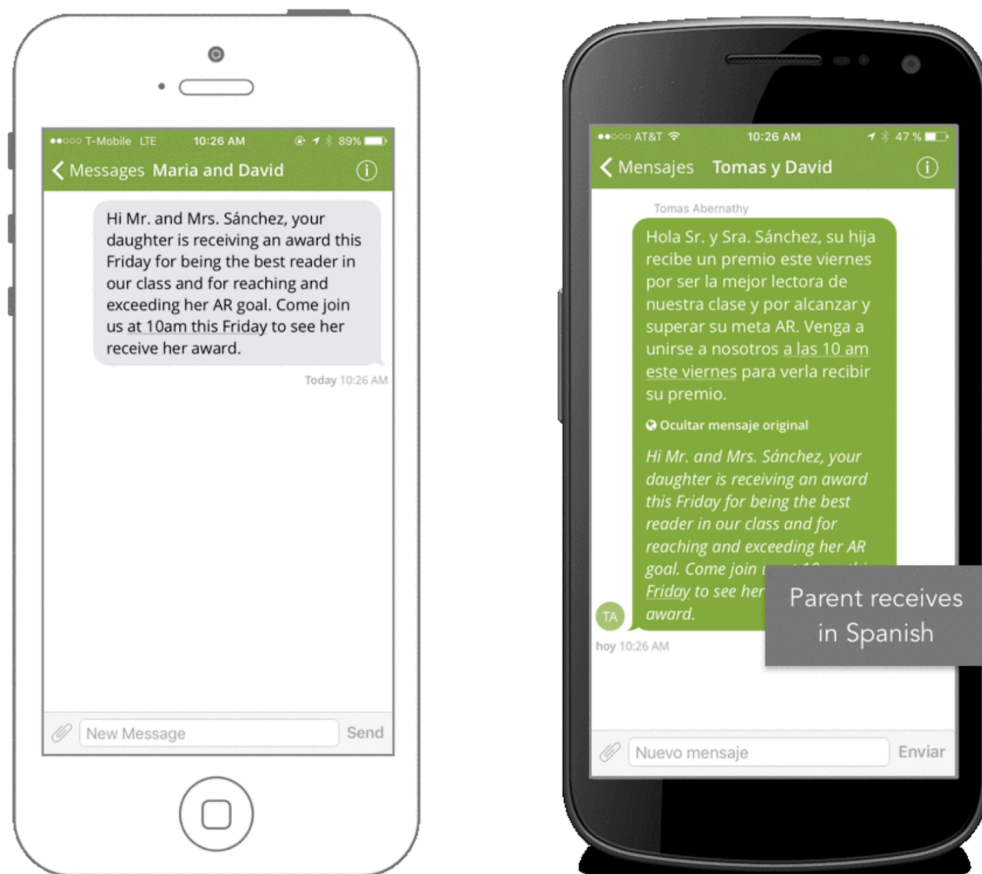 T-Mobile LTE 10:26 AM 89%
Messages Maria and David
Hi Mr. and Mrs. Sánchez, your
daughter is receiving an award this
Friday for being the best reader in
our class and for reaching and
exceeding her AR goal. Come join
us at 10am this Friday to see her
receive her award.
Today 10:26 AM
New Message Send
AT&T 10:26 AM 47 %
Mensajes Tomas y David
Tomas Abernathy
Hola Sr. y Sra. Sánchez, su hija
recibe un premio este viernes
por ser la mejor lectora de
nuestra clase y por alcanzar y
superar su meta AR. Venga a
unirse a nosotros a las 10 am
este viernes para verla recibir
su premio.
Ocultar mensaje original
Hi Mr. and Mrs. Sánchez, your
daughter is receiving an award
this Friday for being the best
reader in our class and for
reaching and exceeding her AR
goal. Come join
Friday to see her
award.
TA
hoy 10:26 AM
Parent receives
in Spanish
Nuevo mensaje Enviar